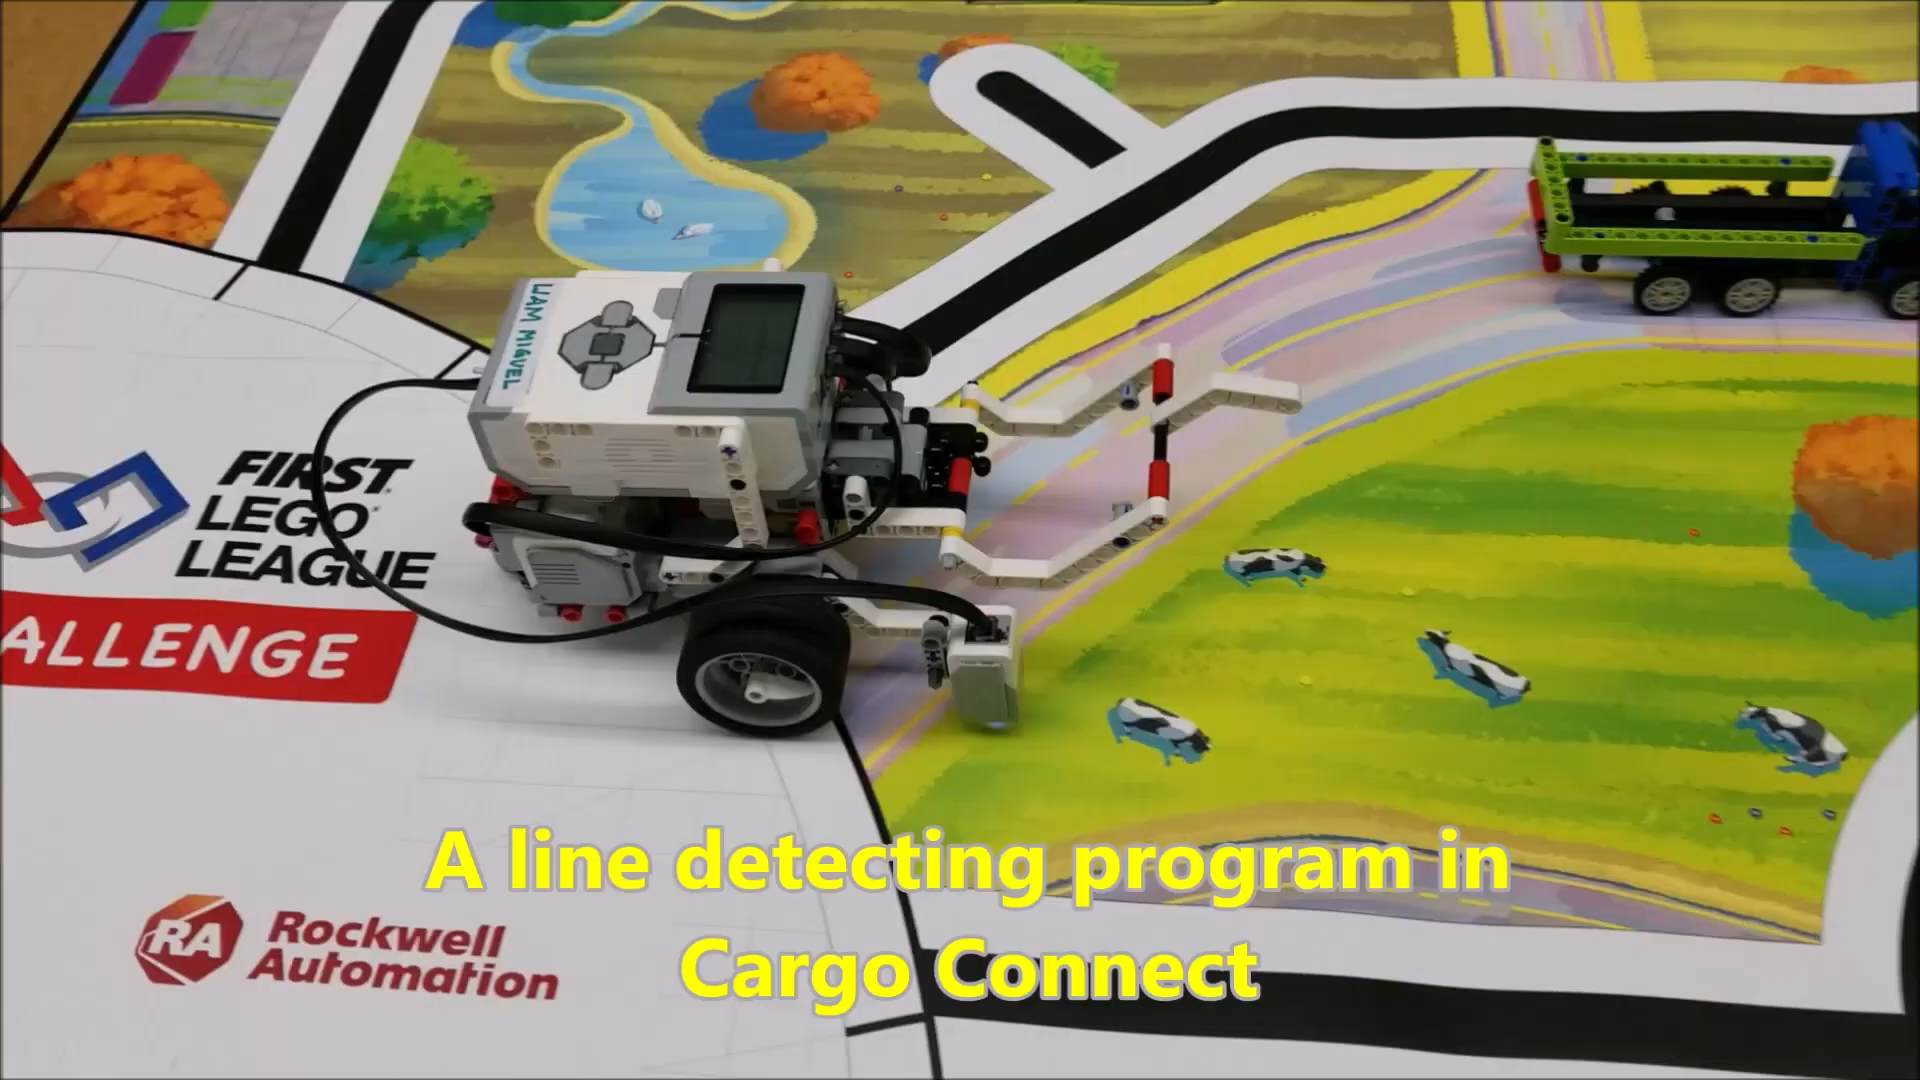 LIAM MIGUEL
FIRST
LEGO
LEAGUE
ALLENGE
RA
Rockwell
Automation
A line detecting program in
Cargo Connect